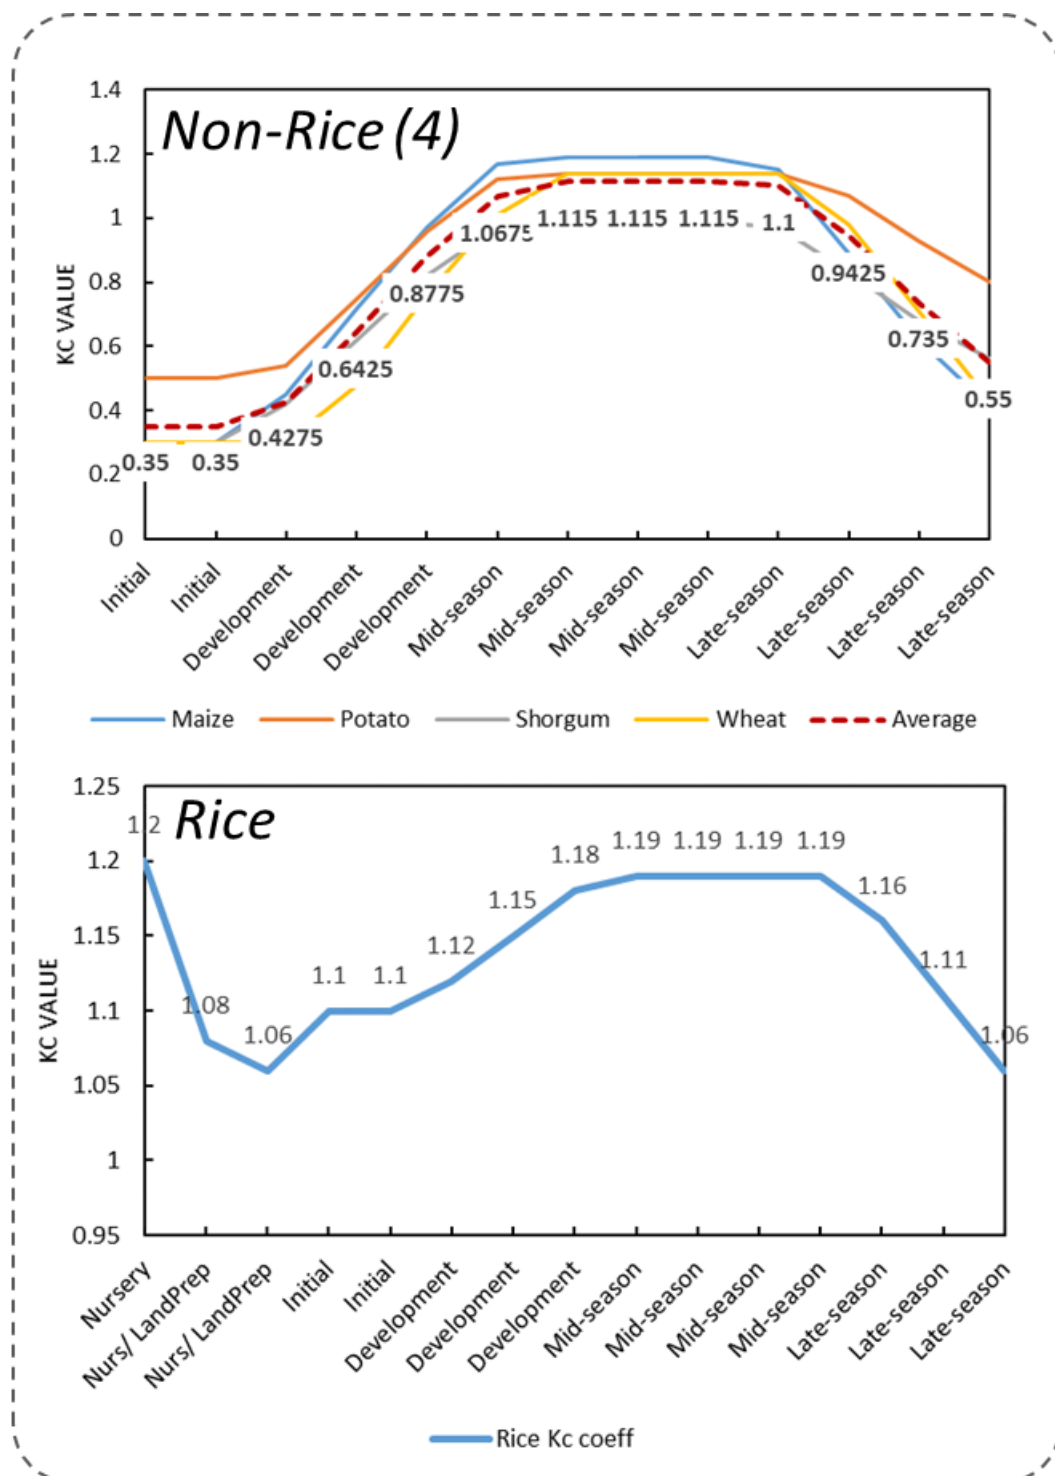 Non-Rice (4)
KC VALUE
1.4
1.2
1
0.8
0.6
0.4
0.2
0
0.35
0.35
0.4275
0.6425
0.8775
1.0675
1.115
1.115
1.115
1.1
0.9425
0.735
0.55
Initial
Initial
Development
Development
Development
Mid-season
Mid-season
Mid-season
Mid-season
Late-season
Late-season
Late-season
Late-season
Maize Potato Shorgum Wheat Average
Rice
KC VALUE
1.25
1.2
1.15
1.1
1.05
1
0.95
1.2
1.08
1.06
1.1
1.1
1.12
1.15
1.18
1.19
1.19
1.19
1.19
1.16
1.11
1.06
Nursery
Nurs/ LandPrep
Nurs/ LandPrep
Initial
Initial
Development
Development
Development
Mid-season
Mid-season
Mid-season
Mid-season
Late-season
Late-season
Late-season
Rice Kc coeff